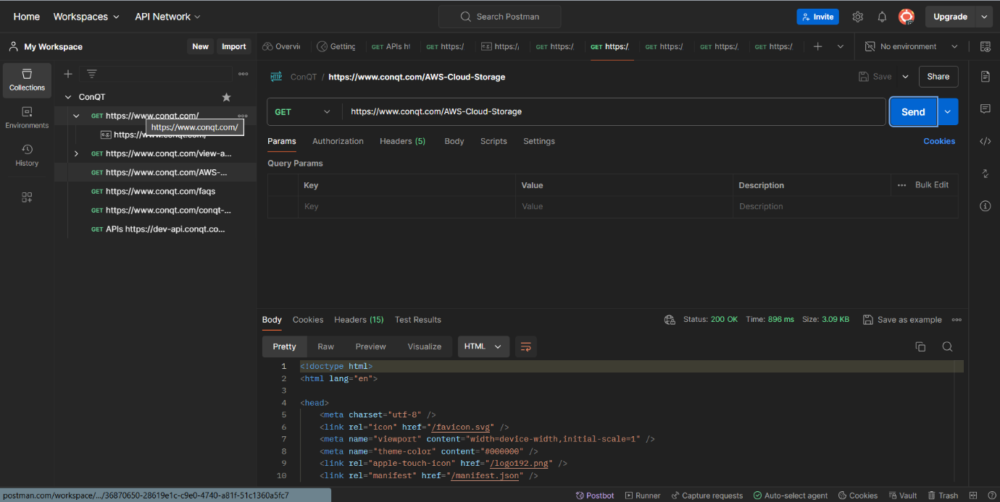 Home Workspaces API Network Search Postman Invite Upgrade
My Workspace New Import Overvi Getting GET APIs ht GET https:/ e.g. https:/ GET https:/ GET https:/ GET https:/ GET https:/ GET https:/ No environment
Collections
Environments
History
ConQT
GET https://www.conqt.com/
https://www.conqt.com/
e.g. https://www.conqt.com/
GET https://www.conqt.com/view-a...
GET https://www.conqt.com/AWS-...
GET https://www.conqt.com/faqs
GET https://www.conqt.com/conqt-...
GET APIs https://dev-api.conqt.co...
HTTP ConQT / https://www.conqt.com/AWS-Cloud-Storage Save Share
GET https://www.conqt.com/AWS-Cloud-Storage Send
Params Authorization Headers (5) Body Scripts Settings Cookies
Query Params
Key Value Description Bulk Edit
Key Value Description
Body Cookies Headers (15) Test Results Status: 200 OK Time: 896 ms Size: 3.09 KB Save as example
Pretty Raw Preview Visualize HTML
1 <!doctype html>
2 <html lang="en">
3
4 <head>
5 <meta charset="utf-8" />
6 <link rel="icon" href="/favicon.svg" />
7 <meta name="viewport" content="width=device-width,initial-scale=1" />
8 <meta name="theme-color" content="#000000" />
9 <link rel="apple-touch-icon" href="/logo192.png" />
10 <link rel="manifest" href="/manifest.json" />
postman.com/workspace/.../36870650-28619e1c-c9e0-4740-a81f-51c1360a5fc7
Postbot Runner Capture requests Auto-select agent Cookies Vault Trash